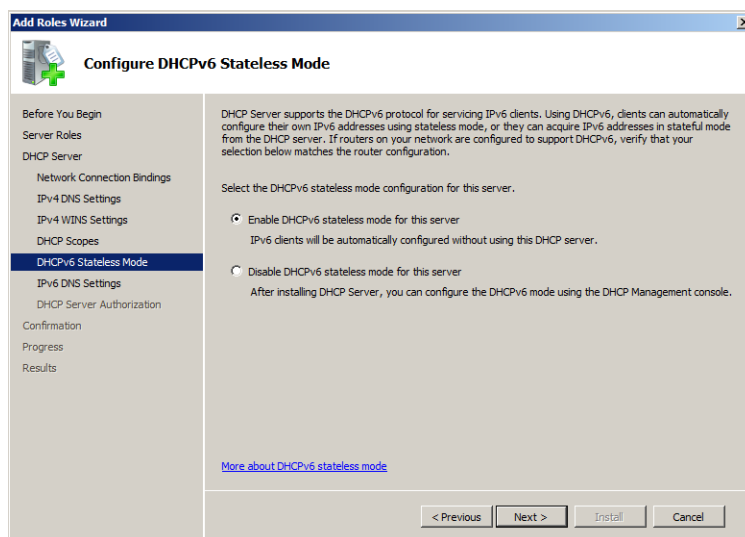 Add Roles Wizard
Configure DHCPv6 Stateless Mode
Before You Begin
Server Roles
DHCP Server
Network Connection Bindings
IPv4 DNS Settings
IPv4 WINS Settings
DHCP Scopes
DHCPv6 Stateless Mode
IPv6 DNS Settings
DHCP Server Authorization
Confirmation
Progress
Results
DHCP Server supports the DHCPv6 protocol for servicing IPv6 clients. Using DHCPv6, clients can automatically
configure their own IPv6 addresses using stateless mode, or they can acquire IPv6 addresses in stateful mode
from the DHCP server. If routers on your network are configured to support DHCPv6, verify that your
selection below matches the router configuration.
Select the DHCPv6 stateless mode configuration for this server.
Enable DHCPv6 stateless mode for this server
IPv6 clients will be automatically configured without using this DHCP server.
Disable DHCPv6 stateless mode for this server
After installing DHCP Server, you can configure the DHCPv6 mode using the DHCP Management console.
More about DHCPv6 stateless mode
< Previous
Next >
Install
Cancel